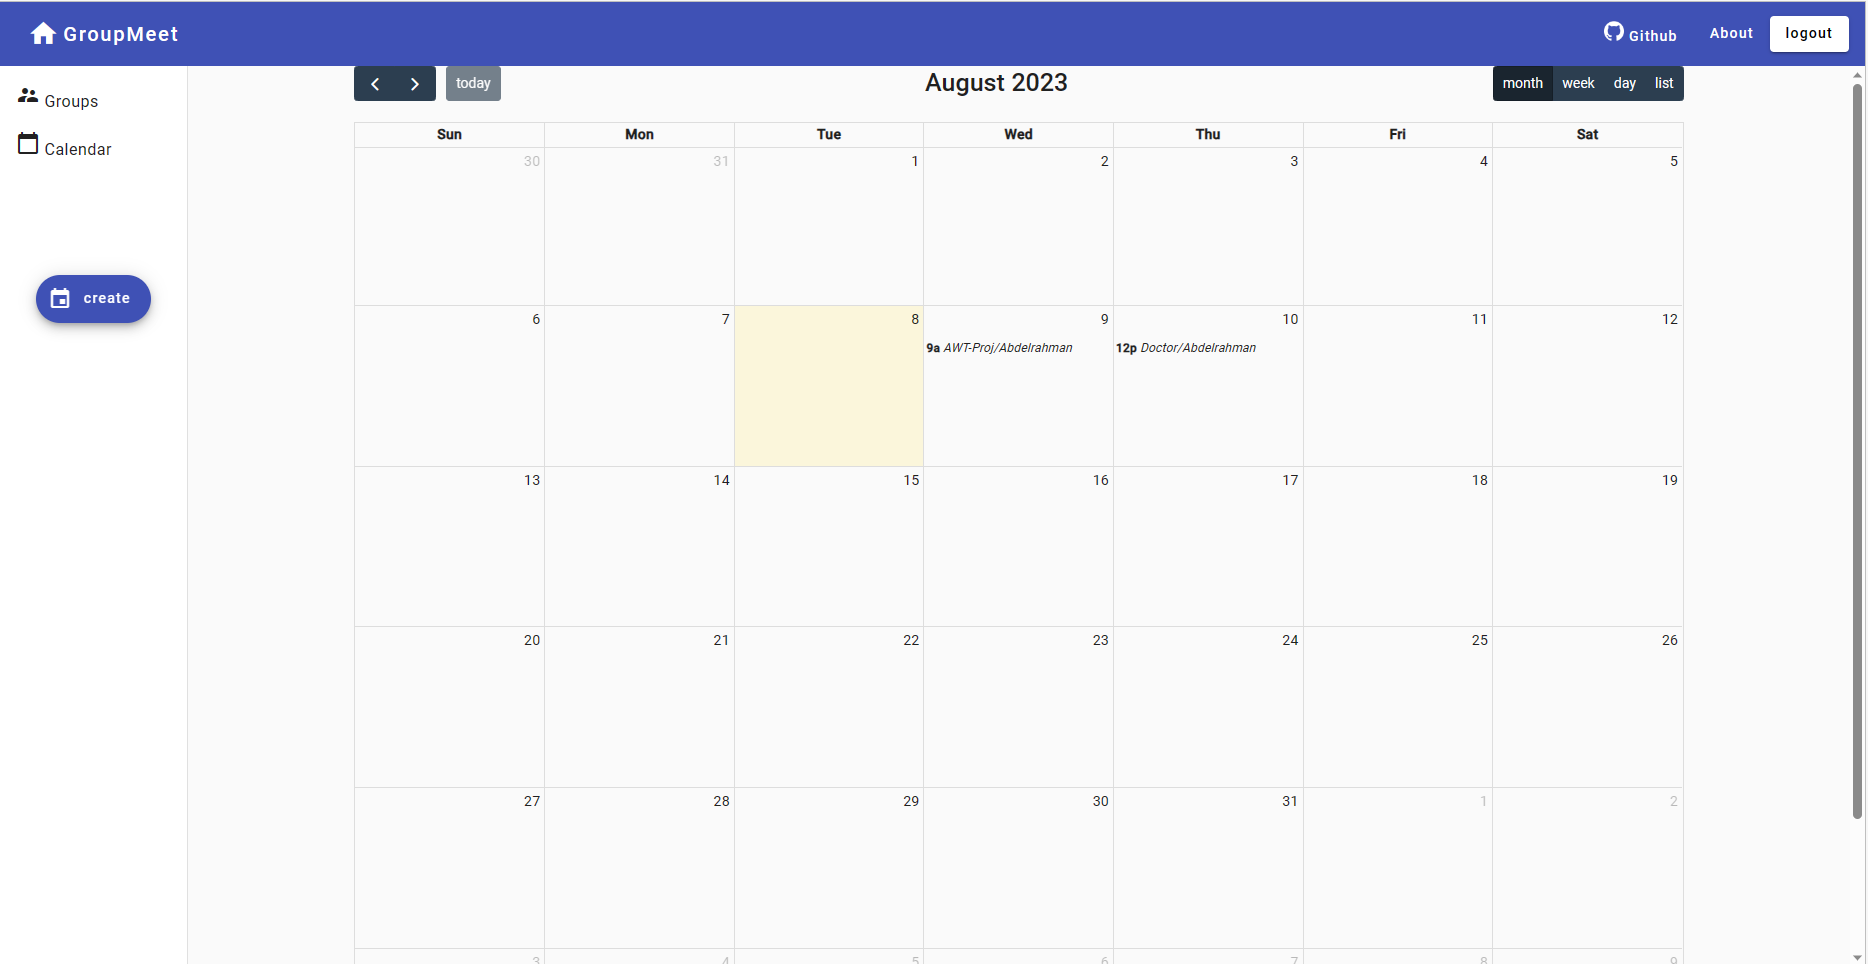 GroupMeet
Github About logout
Groups
Calendar
create
today
August 2023
month week day list
Sun Mon Tue Wed Thu Fri Sat
30 31 1 2 3 4 5
6 7 8 9 10 11 12
9a AWT-Proj/Abdelrahman 12p Doctor/Abdelrahman
13 14 15 16 17 18 19
20 21 22 23 24 25 26
27 28 29 30 31 1 2
3 4 5 6 7 8 9